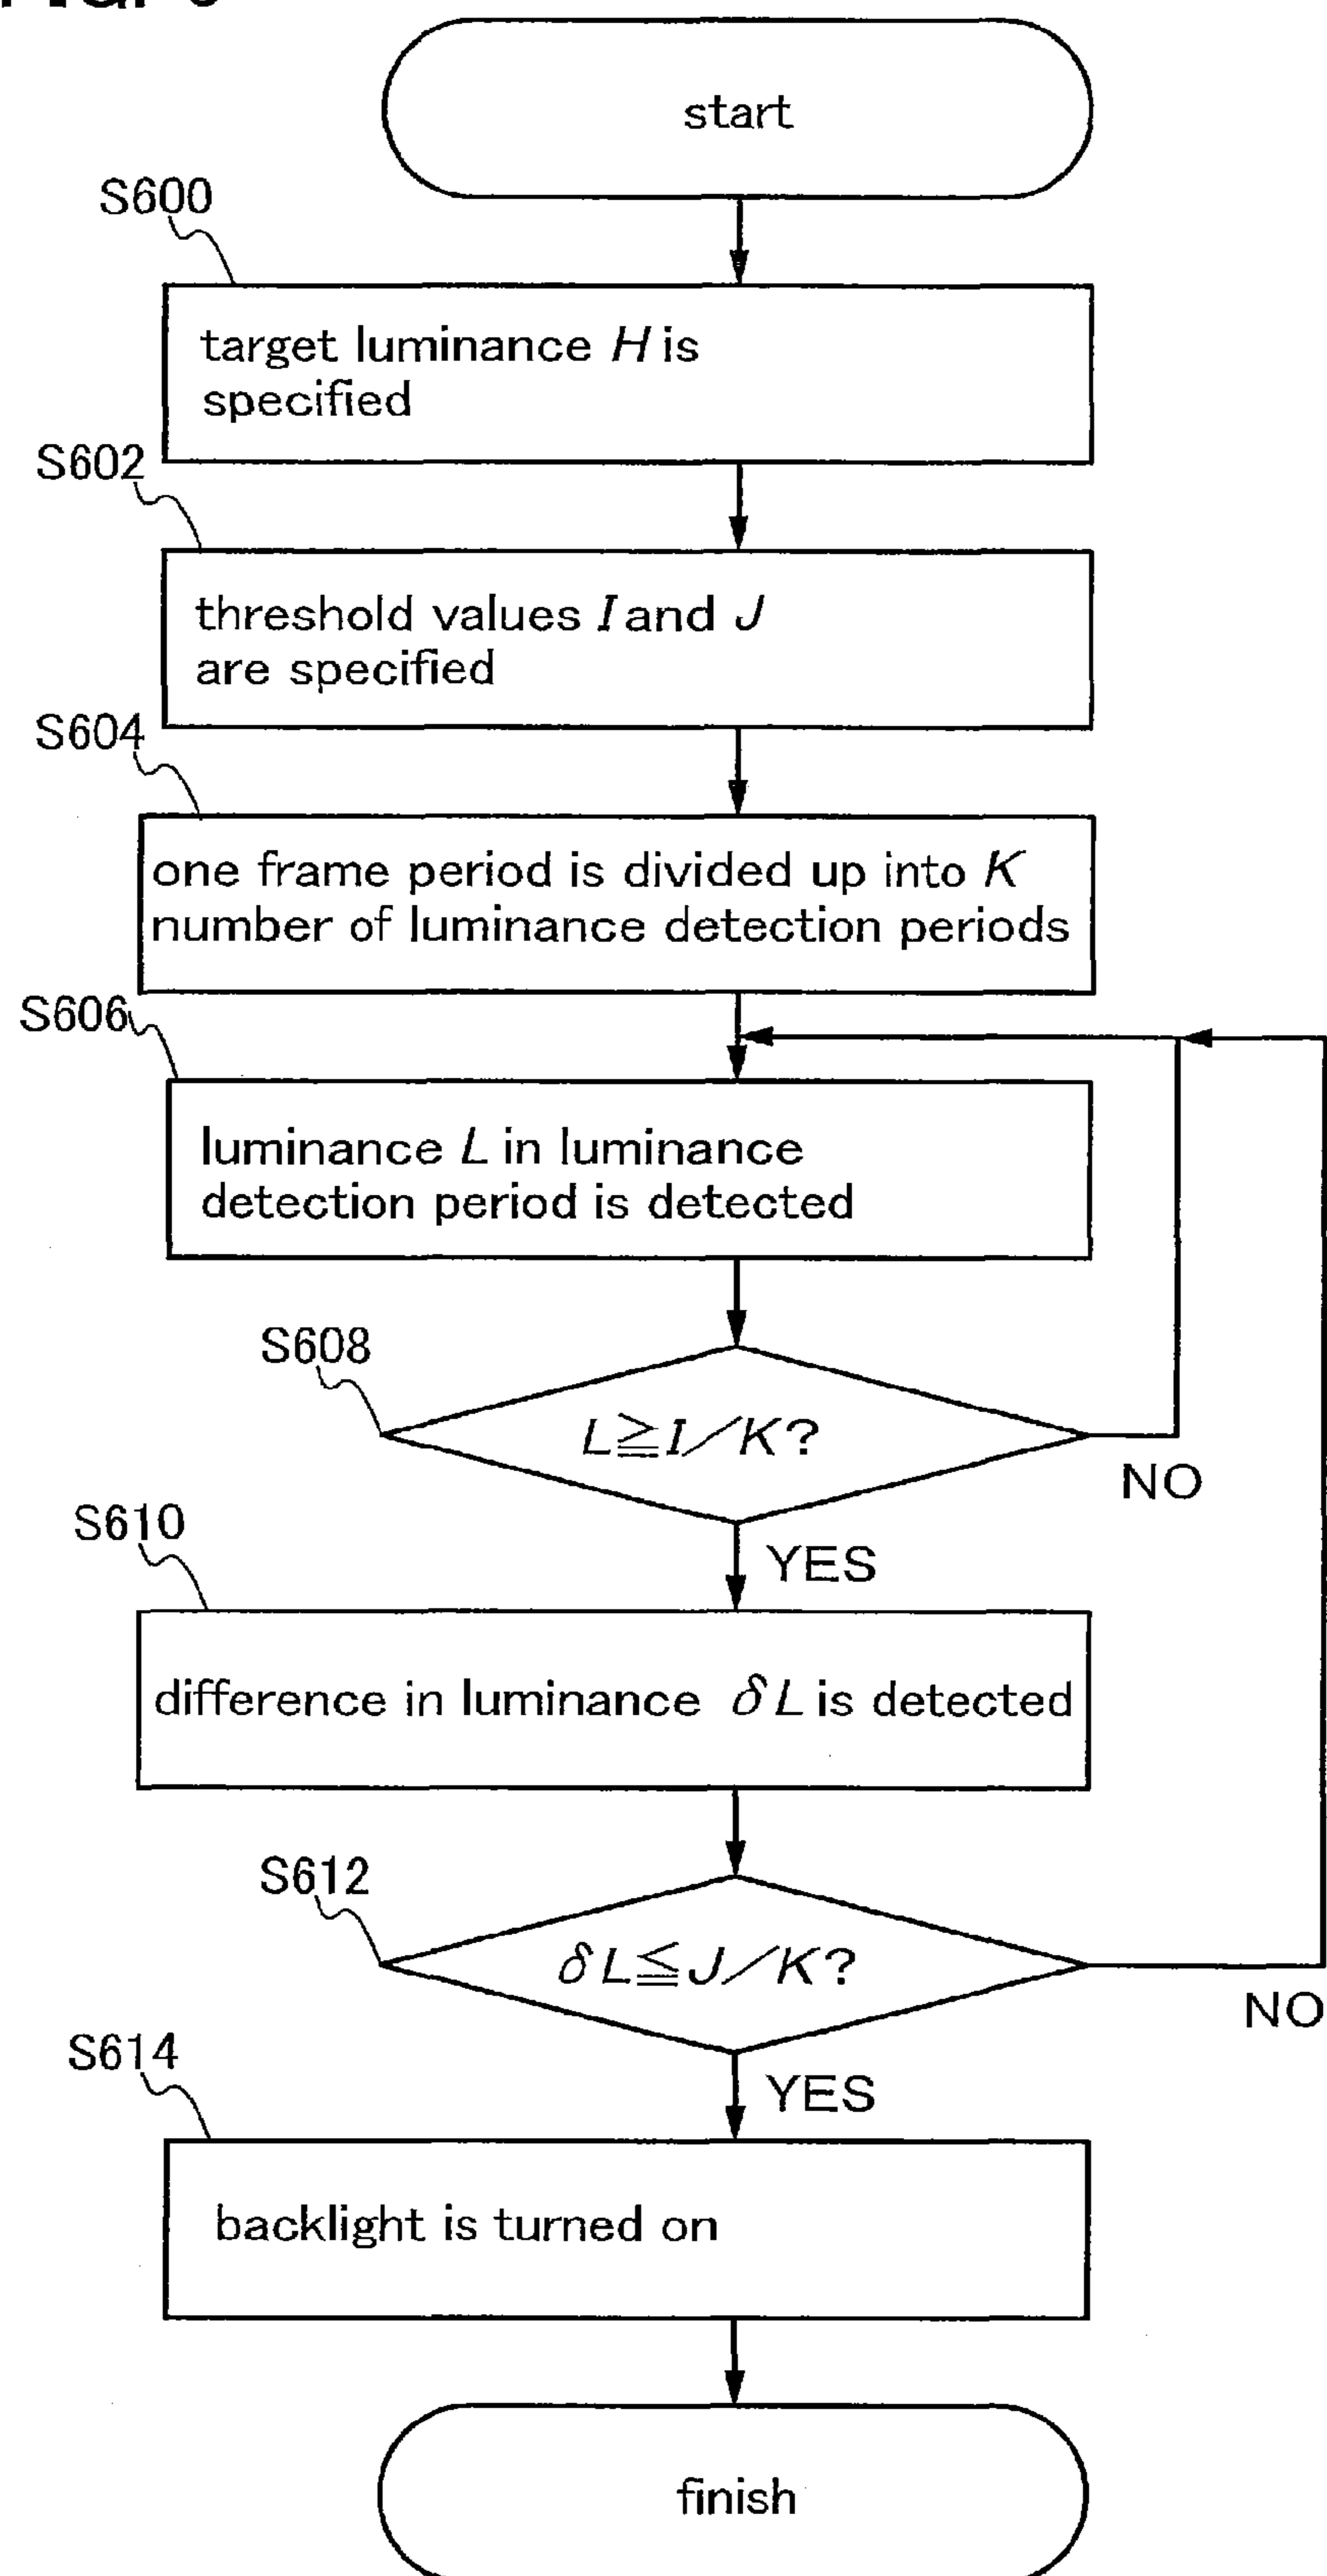 start
S600
target luminance H is
specified
S602
threshold values I and J
are specified
S604
one frame period is divided up into K
number of luminance detection periods
S606
luminance L in luminance
detection period is detected
S608
L≧I/K?
NO
YES
S610
difference in luminance δL is detected
S612
δL≦J/K?
NO
YES
S614
backlight is turned on
finish